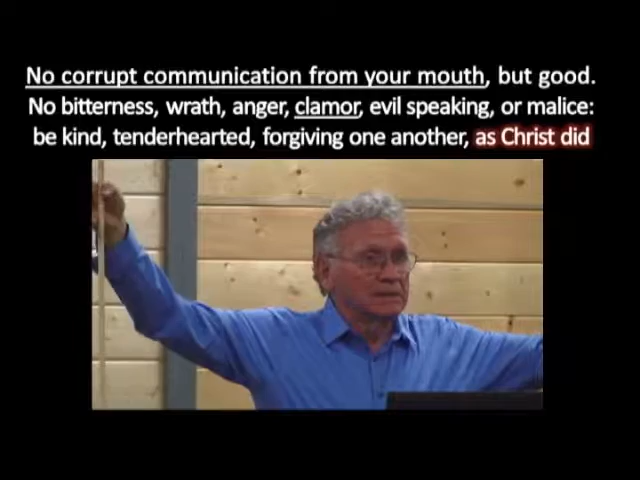 No corrupt communication from your mouth, but good.
No bitterness, wrath, anger, clamor, evil speaking, or malice:
be kind, tenderhearted, forgiving one another, as Christ did